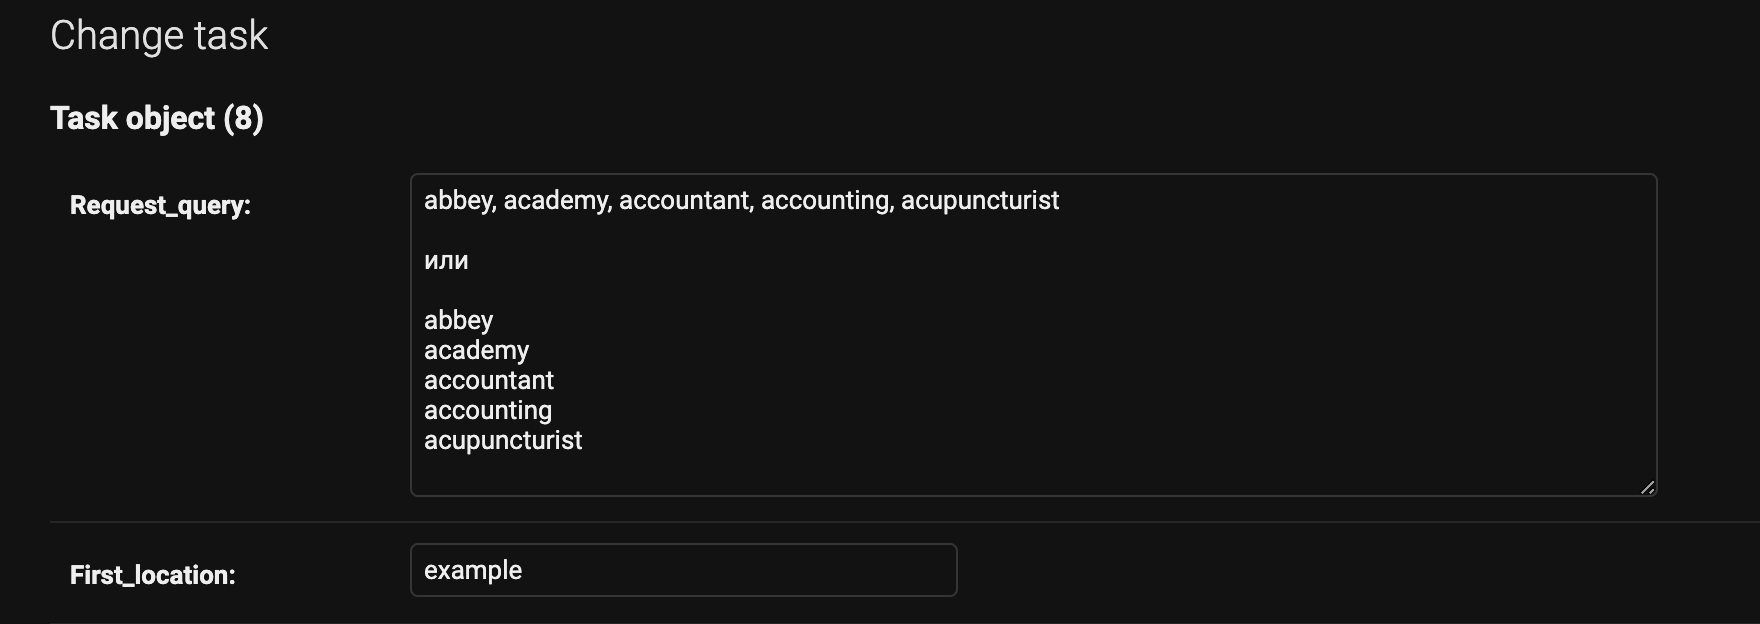 Change task
Task object (8)
Request_query:
abbey, academy, accountant, accounting, acupuncturist
или
abbey
academy
accountant
accounting
acupuncturist
First_location:
example